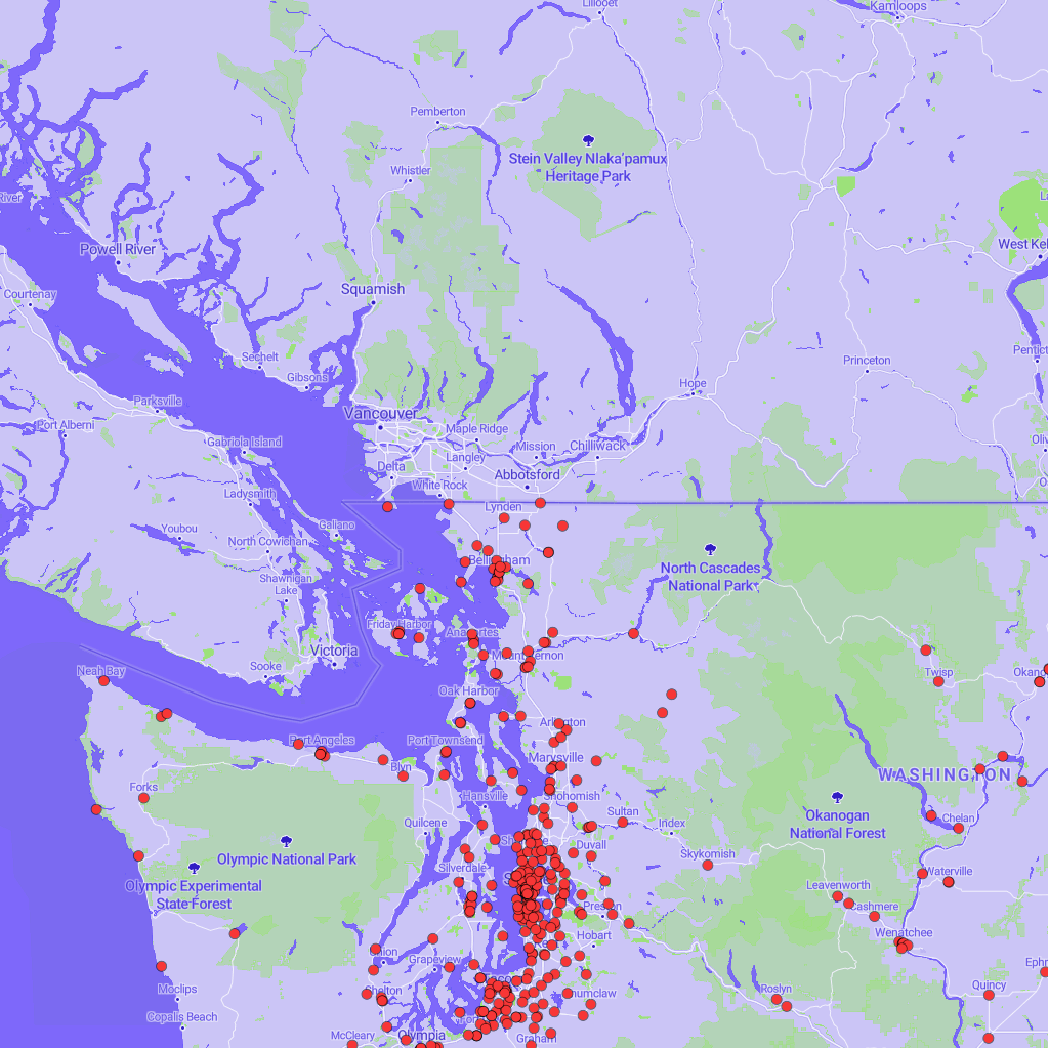 Lillooet
Kamloops
Pemberton
Stein Valley Nlaka'pamux
Heritage Park
Whistler
River
Powell River
West Kel
Squamish
Courtenay
Sechelt
Gibsons
Princeton
Hope
Parksville
Vancouver
Port Alberni
Maple Ridge
Gabriola Island
Mission
Chilliwack
Langley
Delta
Abbotsford
White Rock
Ladysmith
Lynden
Galiano
Youbou
North Cowichan
Bellingham
North Cascades
National Park
Shawnigan
Lake
Friday Harbor
Anacortes
Victoria
Mount Vernon
Sooke
Neah Bay
Twisp
Oak Harbor
Arlington
Port Angeles
Port Townsend
Marysville
Blyn
WASHINGTON
Forks
Hansville
Snohomish
Sultan
Okanogan
National Forest
Chelan
Quilcene
Index
Duvall
Olympic National Park
Skykomish
Silverdale
Waterville
Olympic Experimental
State Forest
Leavenworth
Cashmere
Preston
Hobart
Wenatchee
Union
Grapeview
Ephr
Moclips
Shelton
Enumclaw
Roslyn
Quincy
Copalis Beach
McCleary
Olympia
Graham